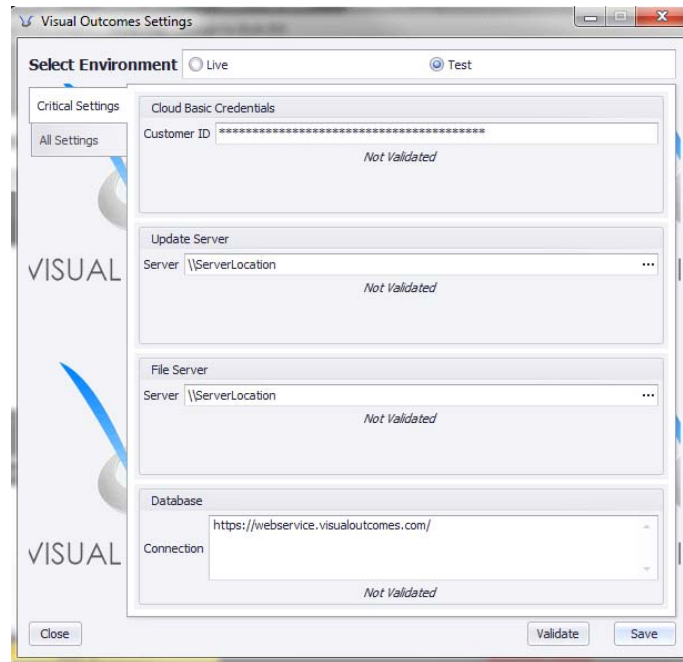 Visual Outcomes Settings
Select Environment Live Test
Critical Settings
All Settings
Cloud Basic Credentials
Customer ID ****************************************
Not Validated
Update Server
Server \\ServerLocation ...
Not Validated
VISUAL
File Server
Server \\ServerLocation ...
Not Validated
Database
https://webservice.visualoutcomes.com/
Connection
VISUAL
Not Validated
Close Validate Save